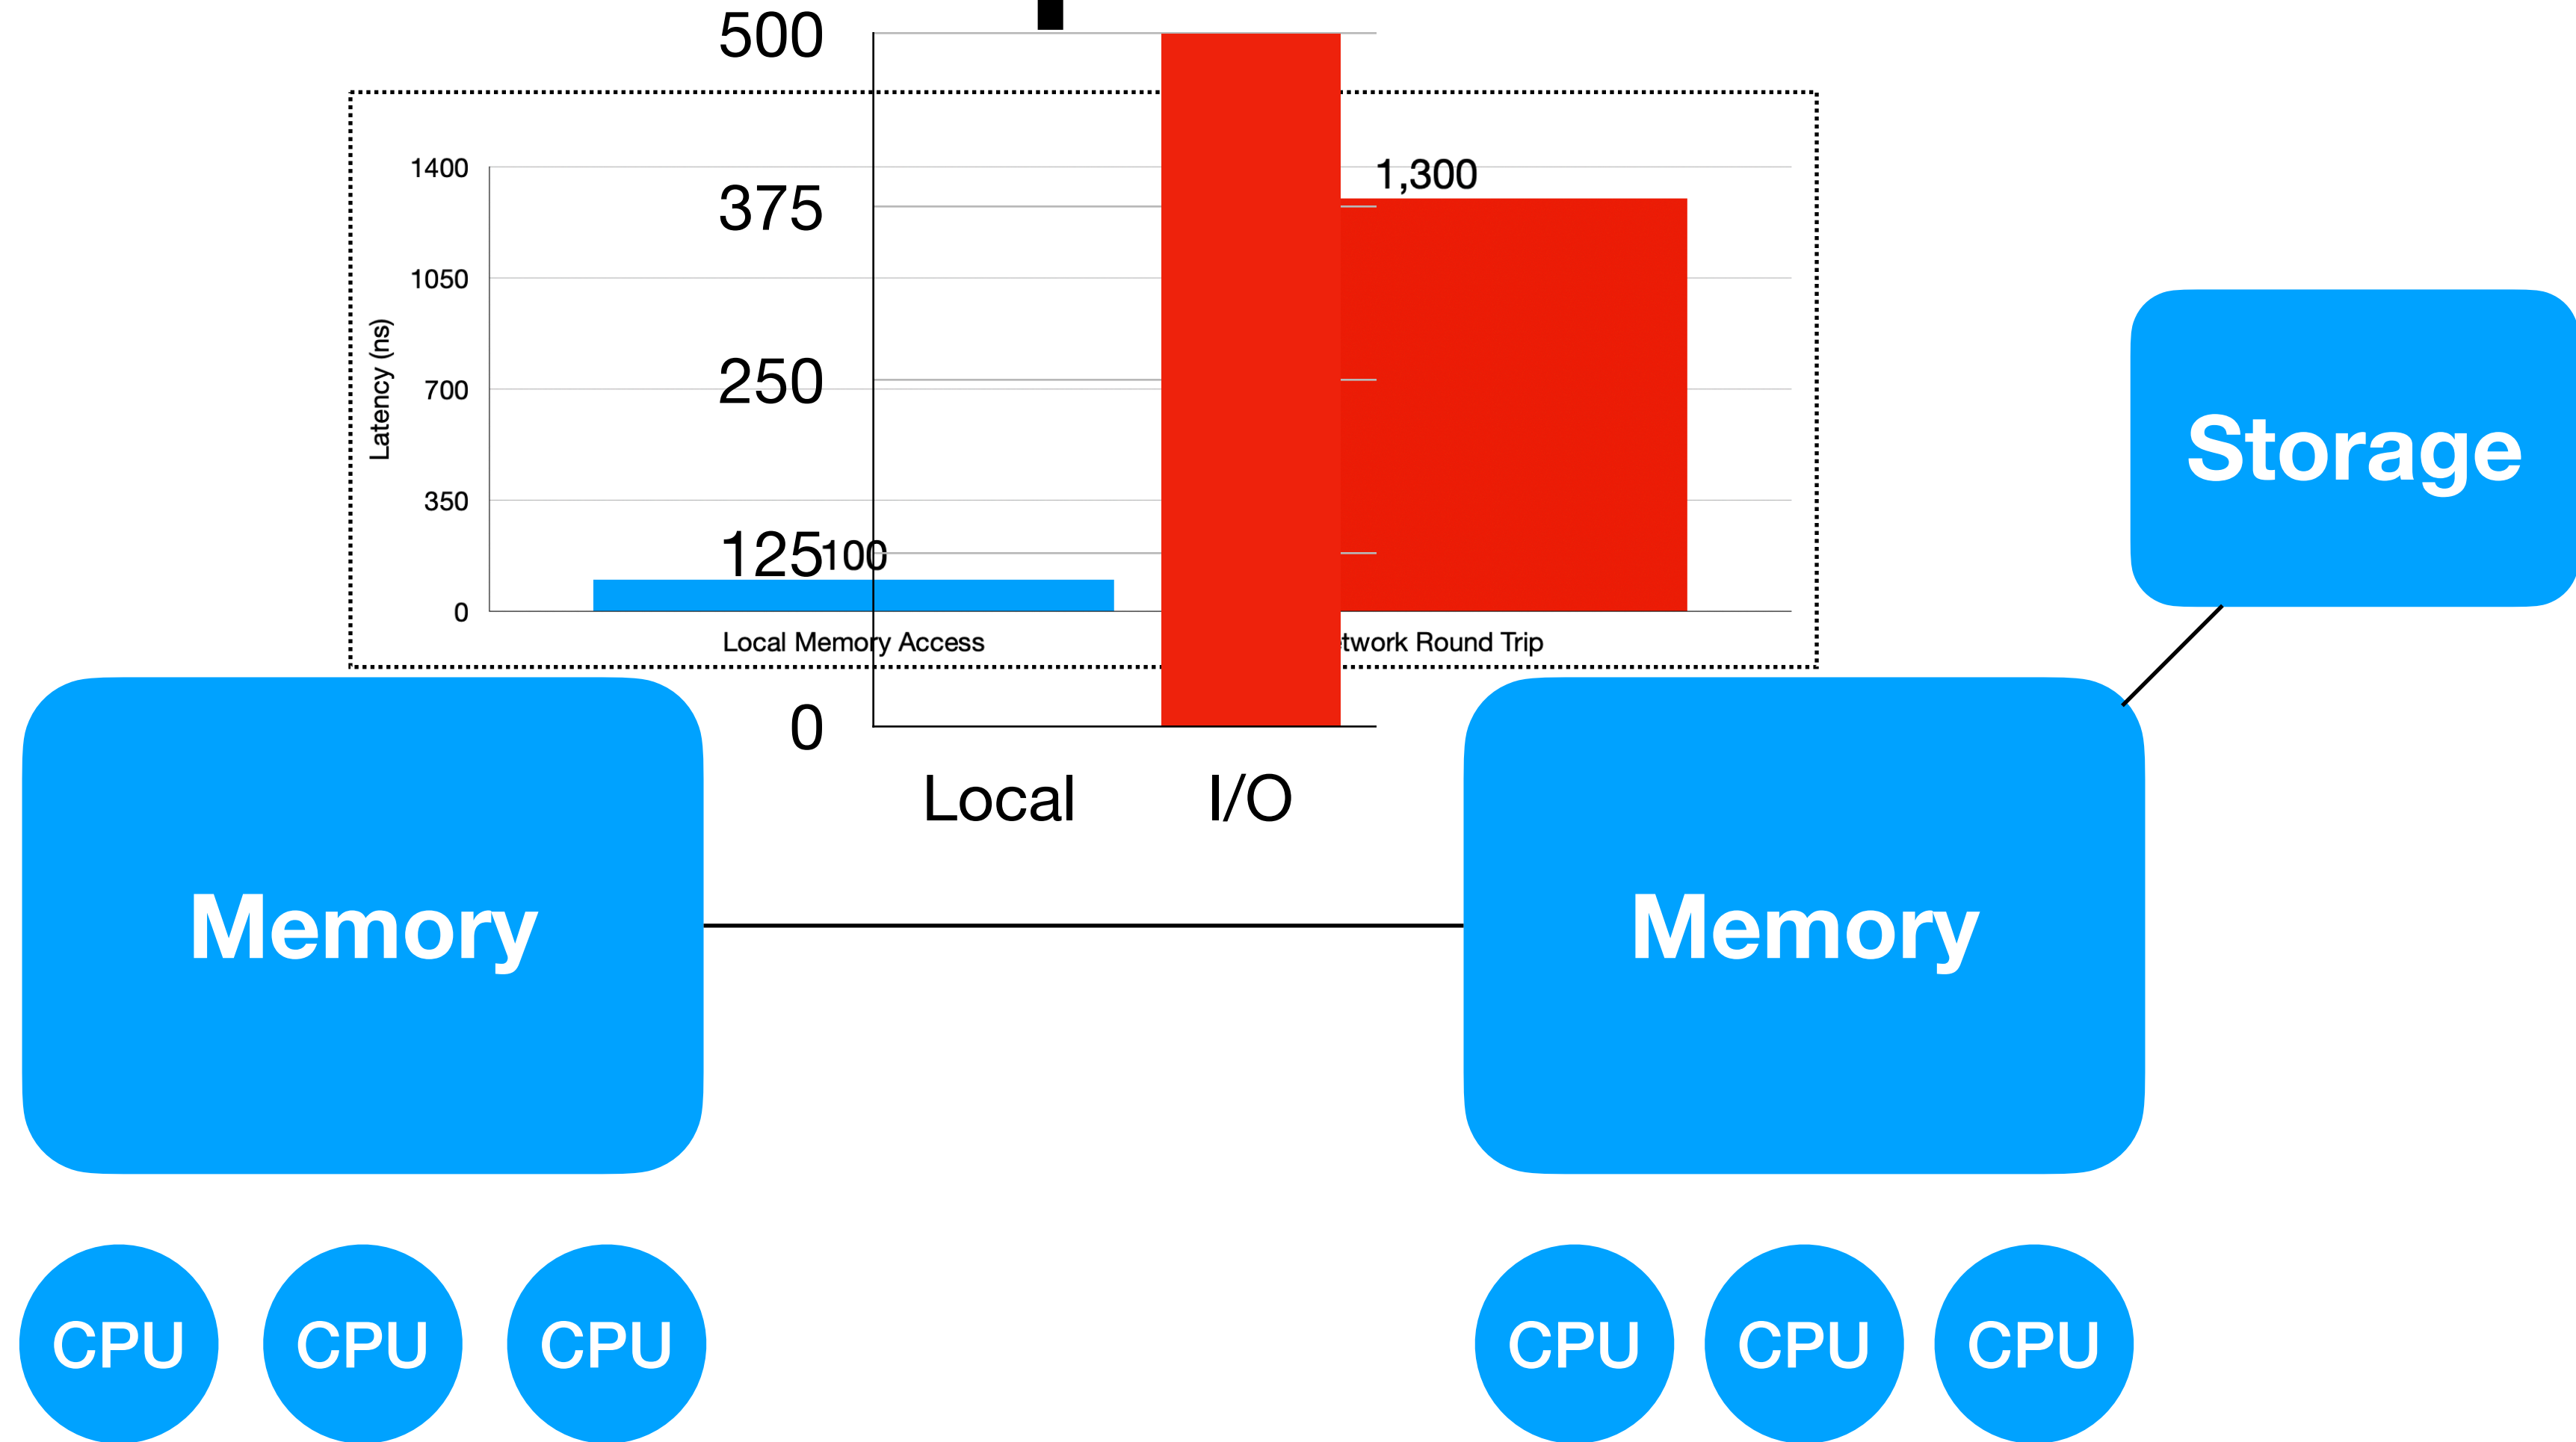 500
1400
1,300
375
1050
Latency (ns)
250
700
350
125
100
0
Local Memory Access
twork Round Trip
0
Local
I/O
Storage
Memory
Memory
CPU CPU CPU
CPU CPU CPU